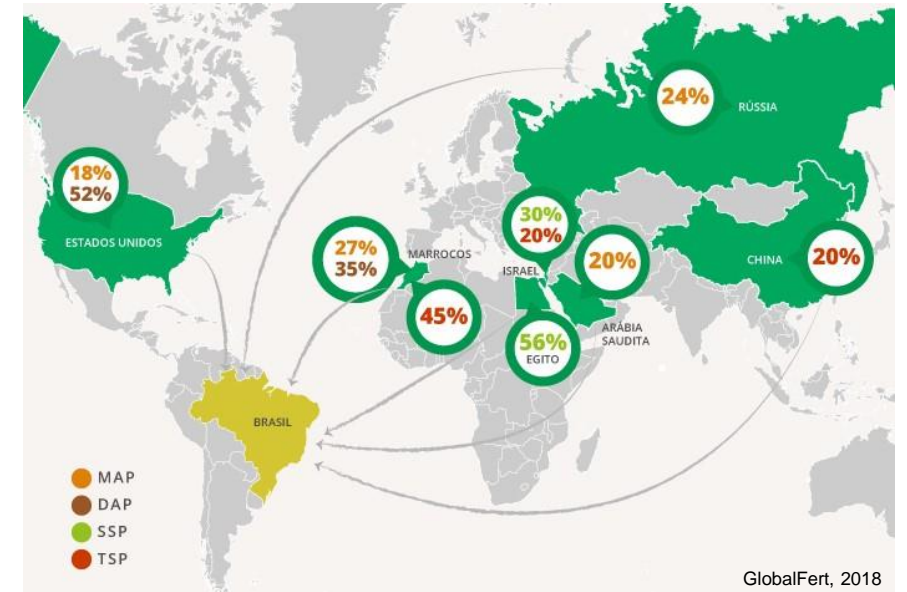 24%
RÚSSIA
18%
52%
ESTADOS UNIDOS
30%
20%
27%
35%
MARROCOS
ISRAEL
20%
CHINA
20%
45%
ARÁBIA
SAUDITA
56%
EGITO
BRASIL
MAP
DAP
SSP
TSP
GlobalFert, 2018